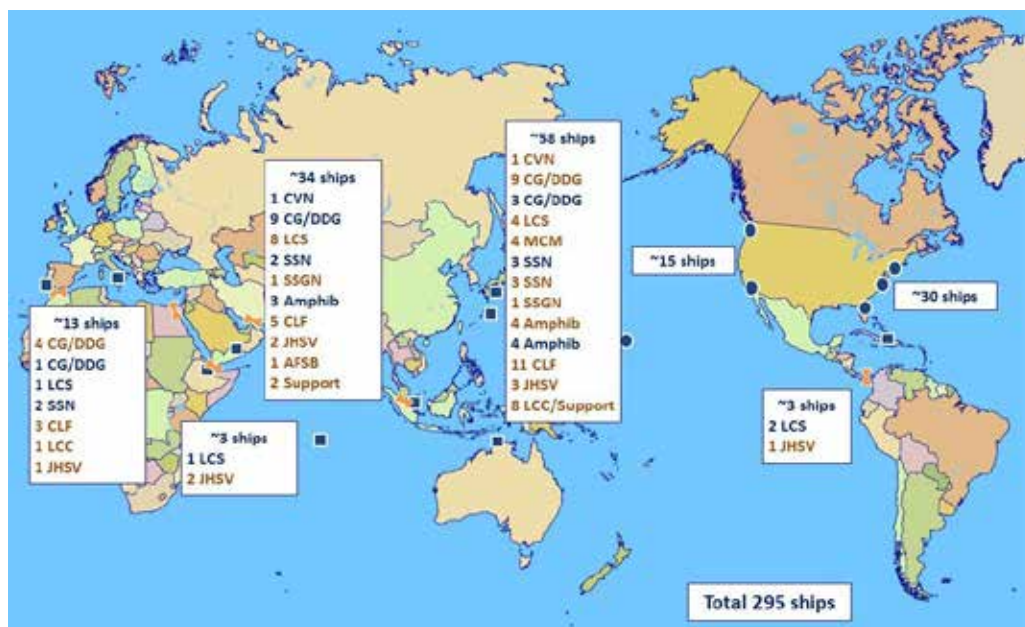 ~13 ships
4 CG/DDG
1 CG/DDG
1 LCS
2 SSN
3 CLF
1 LCC
1 JHSV
~3 ships
1 LCS
2 JHSV
~34 ships
1 CVN
9 CG/DDG
8 LCS
2 SSN
1 SSGN
3 Amphib
5 CLF
2 JHSV
1 AFSB
2 Support
~58 ships
1 CVN
9 CG/DDG
3 CG/DDG
4 LCS
4 MCM
3 SSN
3 SSN
1 SSGN
4 Amphib
4 Amphib
11 CLF
3 JHSV
8 LCC/Support
~15 ships
~30 ships
~3 ships
2 LCS
1 JHSV
Total 295 ships